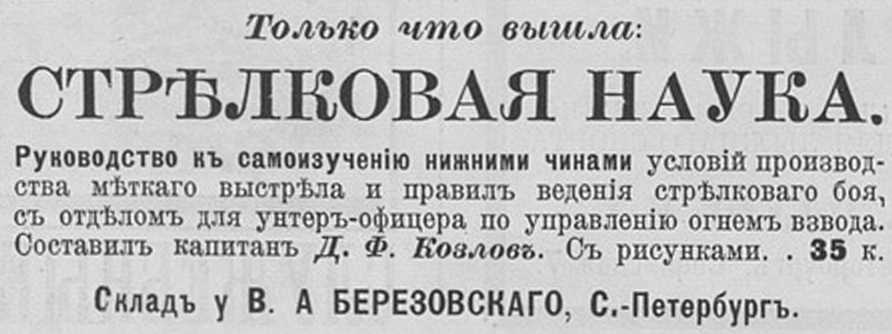 Только что вышла:
СТРѢЛКОВАЯ НАУКА.
Руководство къ самоизученію нижними чинами условій производ-
ства мѣткаго выстрѣла и правилъ веденія стрѣлковаго боя,
съ отдѣломъ для унтеръ-офицера по управленію огнемъ взвода.
Составилъ капитанъ Д. Ф. Козловъ. Съ рисунками. . 35 к.
Складъ у В. А БЕРЕЗОВСКАГО, С.-Петербургъ.